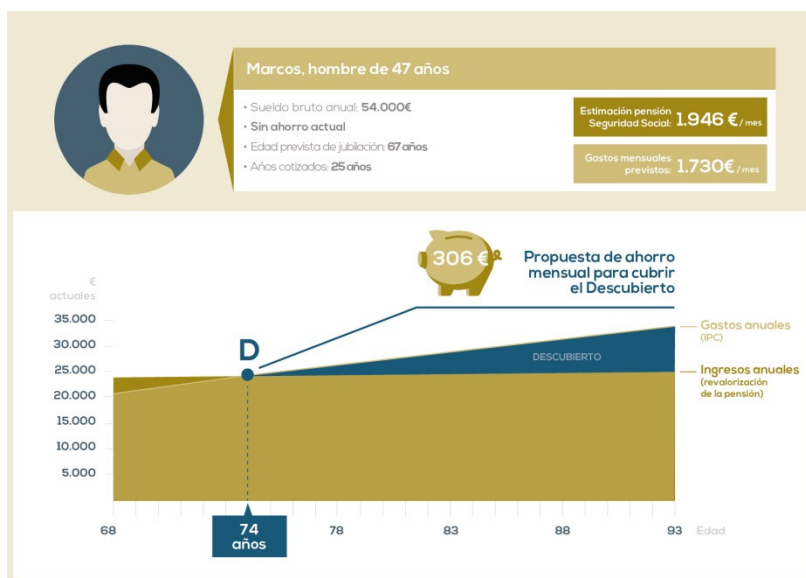 Marcos, hombre de 47 años
• Sueldo bruto anual: 54.000€
• Sin ahorro actual
• Edad prevista de jubilación: 67 años
• Años cotizados: 25 años
Estimación pensión
Seguridad Social: 1.946 €/mes
Gastos mensuales
previstos: 1.730€/mes
306 €
Propuesta de ahorro
mensual para cubrir
el Descubierto
€
actuales
35.000
30.000
25.000
20.000
15.000
10.000
5.000
D
DESCUBIERTO
Gastos anuales
(IPC)
Ingresos anuales
(revalorización
de la pensión)
68
74
años
78
83
88
93
Edad